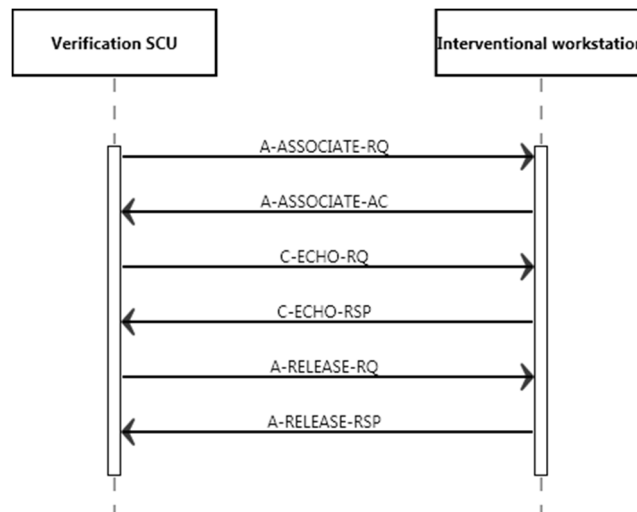 Verification SCU
Interventional workstation
A-ASSOCIATE-RQ
A-ASSOCIATE-AC
C-ECHO-RQ
C-ECHO-RSP
A-RELEASE-RQ
A-RELEASE-RSP